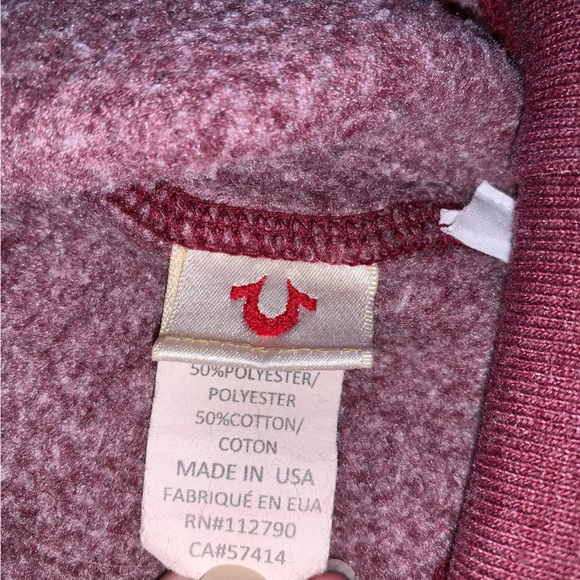 50%POLYESTER/
POLYESTER
50%COTTON/
COTON
MADE IN USA
FABRIQUÉ EN EUA
RN#112790
CA#57414